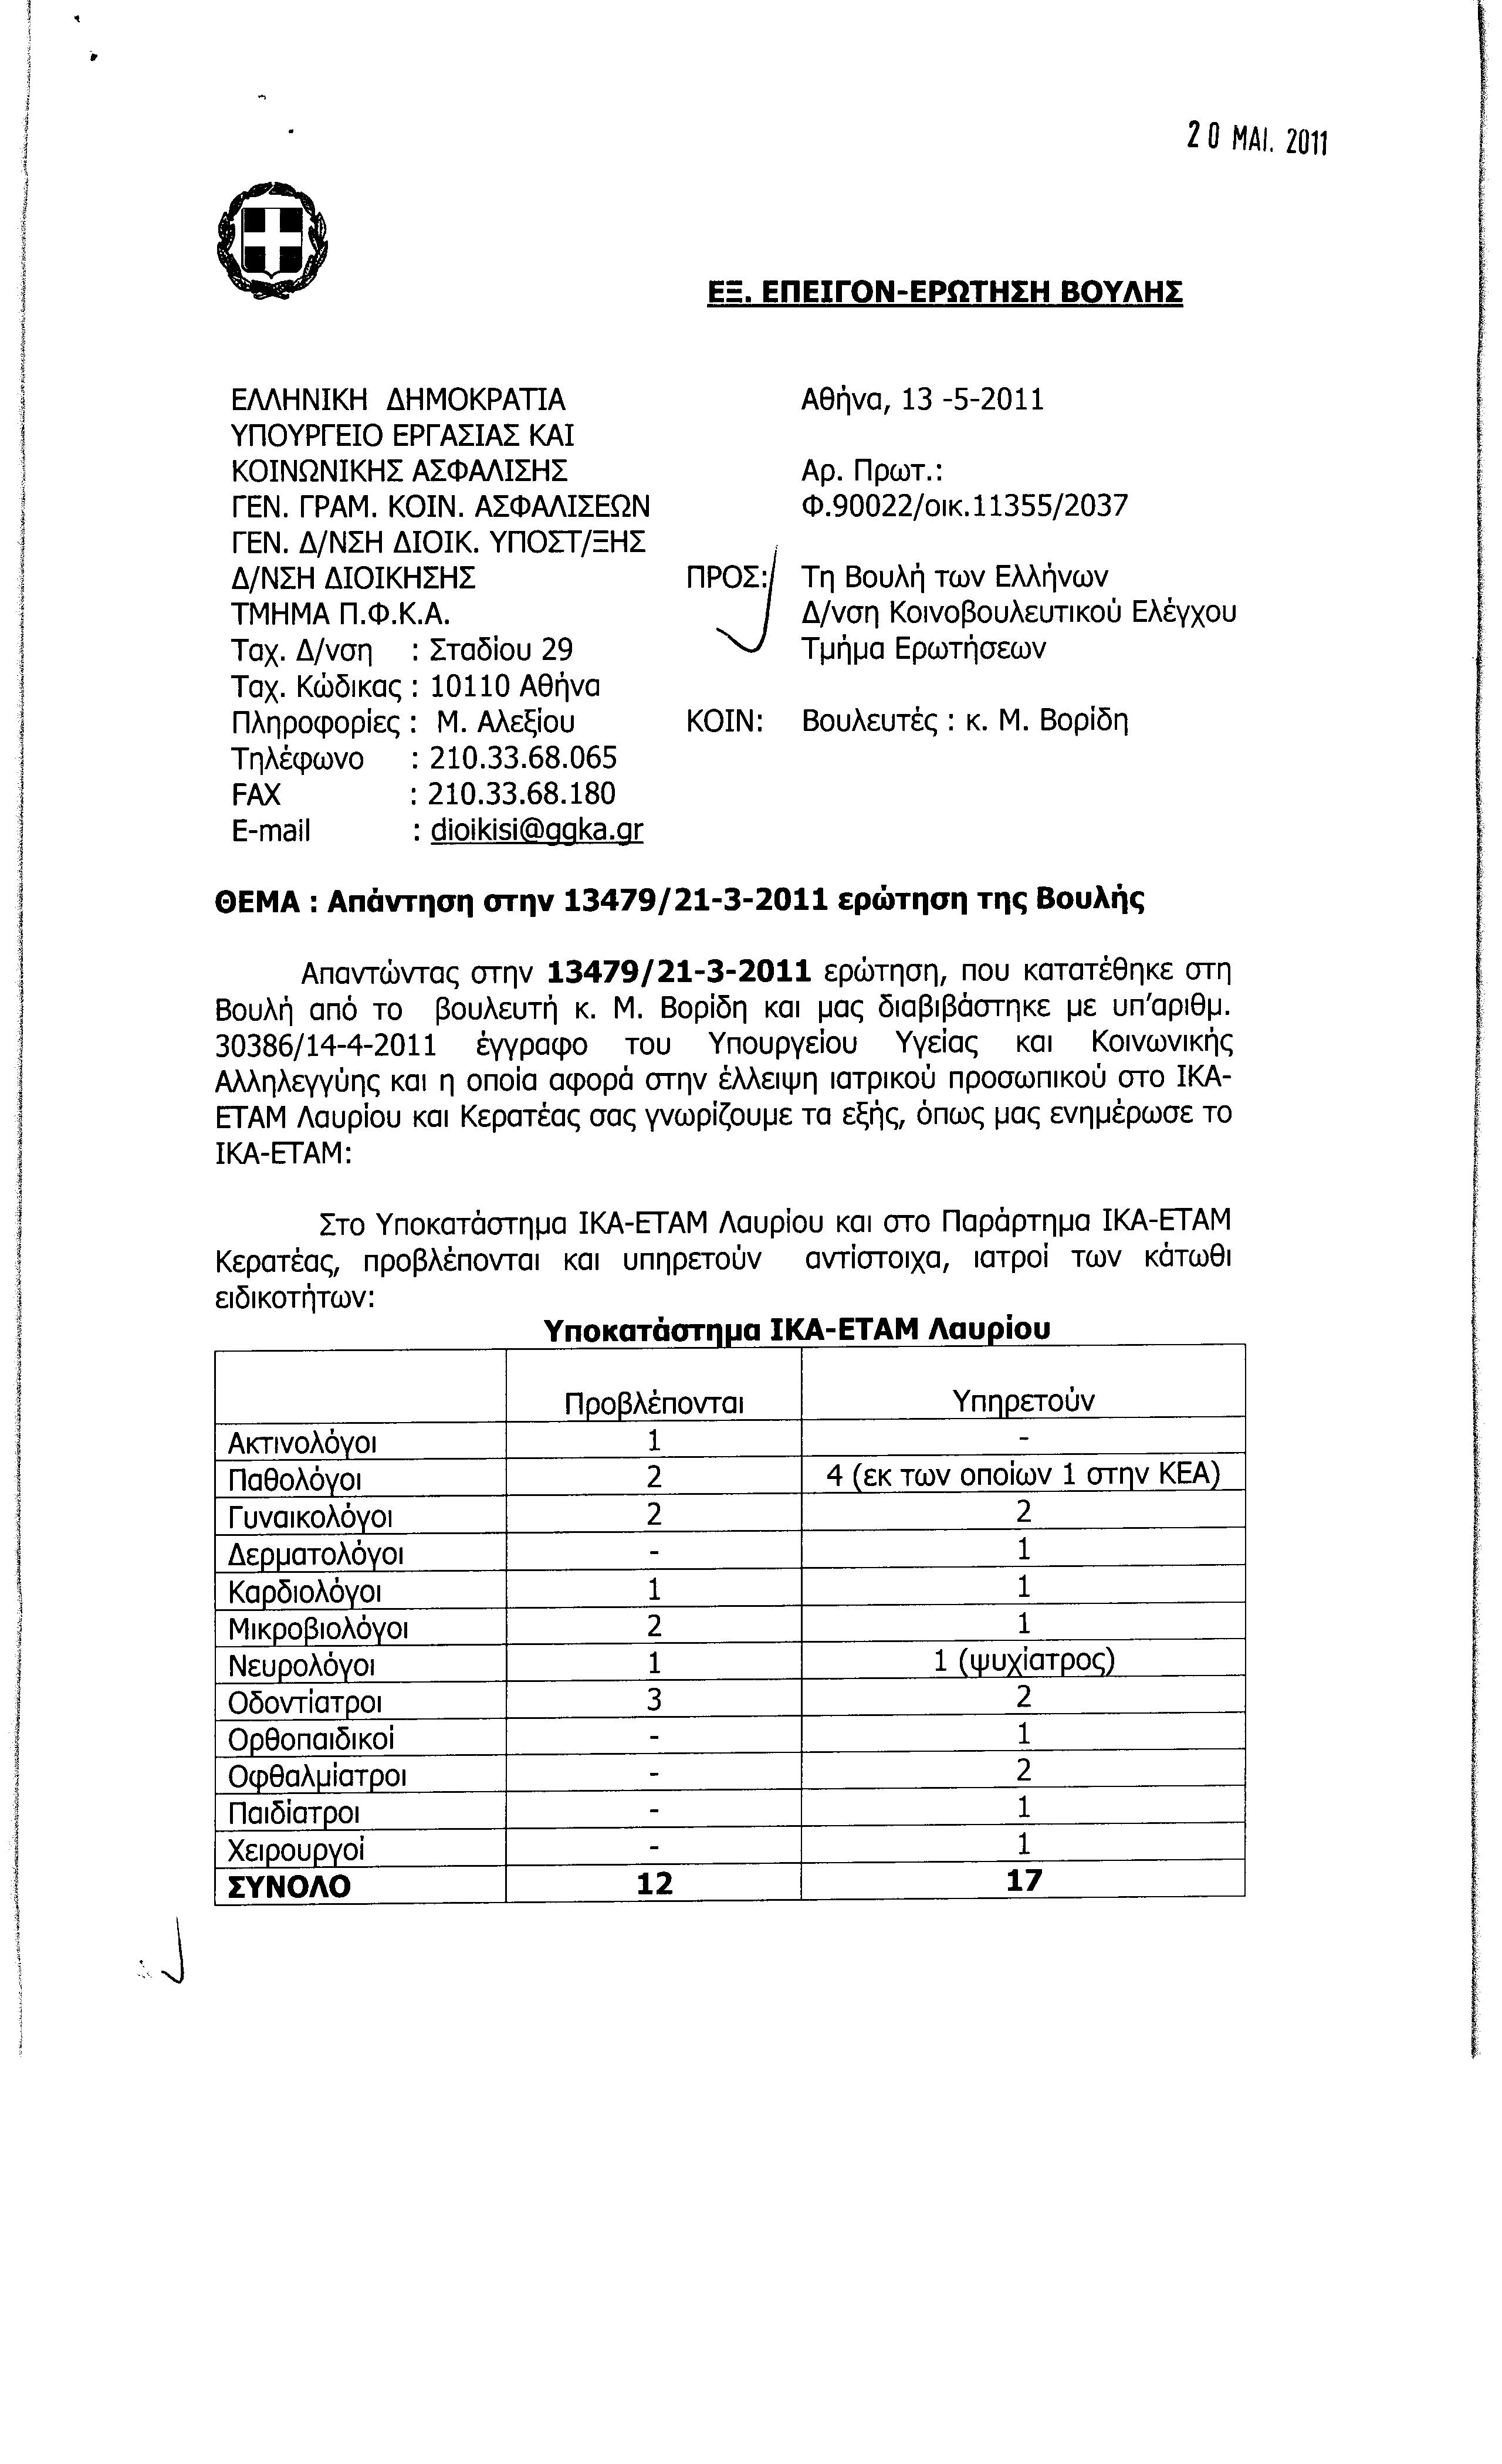 20 ΜΑΙ. 2011
ΕΞ. ΕΠΕΙΓΟΝ-ΕΡΩΤΗΣΗ ΒΟΥΛΗΣ
ΕΛΛΗΝΙΚΗ ΔΗΜΟΚΡΑΤΙΑ
ΥΠΟΥΡΓΕΙΟ ΕΡΓΑΣΙΑΣ ΚΑΙ
ΚΟΙΝΩΝΙΚΗΣ ΑΣΦΑΛΙΣΗΣ
ΓΕΝ. ΓΡΑΜ. ΚΟΙΝ. ΑΣΦΑΛΙΣΕΩΝ
ΓΕΝ. Δ/ΝΣΗ ΔΙΟΙΚ. ΥΠΟΣΤ/ΞΗΣ
Δ/ΝΣΗ ΔΙΟΙΚΗΣΗΣ
ΤΜΗΜΑ Π.Φ.Κ.Α.
Ταχ. Δ/νση : Σταδίου 29
Ταχ. Κώδικας : 10110 Αθήνα
Πληροφορίες : Μ. Αλεξίου
Τηλέφωνο : 210.33.68.065
FAX : 210.33.68.180
E-mail : dioikisi@ggka.gr
Αθήνα, 13 -5-2011
Αρ. Πρωτ.:
Φ.90022/οικ.11355/2037
ΠΡΟΣ: Τη Βουλή των Ελλήνων
Δ/νση Κοινοβουλευτικού Ελέγχου
Τμήμα Ερωτήσεων
ΚΟΙΝ: Βουλευτές : κ. Μ. Βορίδη
ΘΕΜΑ : Απάντηση στην 13479/21-3-2011 ερώτηση της Βουλής
Απαντώντας στην 13479/21-3-2011 ερώτηση, που κατατέθηκε στη
Βουλή από το βουλευτή κ. Μ. Βορίδη και μας διαβιβάστηκε με υπ'αριθμ.
30386/14-4-2011 έγγραφο του Υπουργείου Υγείας και Κοινωνικής
Αλληλεγγύης και η οποία αφορά στην έλλειψη ιατρικού προσωπικού στο ΙΚΑ-
ΕΤΑΜ Λαυρίου και Κερατέας σας γνωρίζουμε τα εξής, όπως μας ενημέρωσε το
ΙΚΑ-ΕΤΑΜ:
Στο Υποκατάστημα ΙΚΑ-ΕΤΑΜ Λαυρίου και στο Παράρτημα ΙΚΑ-ΕΤΑΜ
Κερατέας, προβλέπονται και υπηρετούν αντίστοιχα, ιατροί των κάτωθι
ειδικοτήτων:
Υποκατάστημα ΙΚΑ-ΕΤΑΜ Λαυρίου
Προβλέπονται Υπηρετούν
Ακτινολόγοι 1 -
Παθολόγοι 2 4 (εκ των οποίων 1 στην ΚΕΑ)
Γυναικολόγοι 2 2
Δερματολόγοι - 1
Καρδιολόγοι 1 1
Μικροβιολόγοι 2 1
Νευρολόγοι 1 1 (ψυχίατρος)
Οδοντίατροι 3 2
Ορθοπαιδικοί - 1
Οφθαλμίατροι - 2
Παιδίατροι - 1
Χειρουργοί - 1
ΣΥΝΟΛΟ 12 17